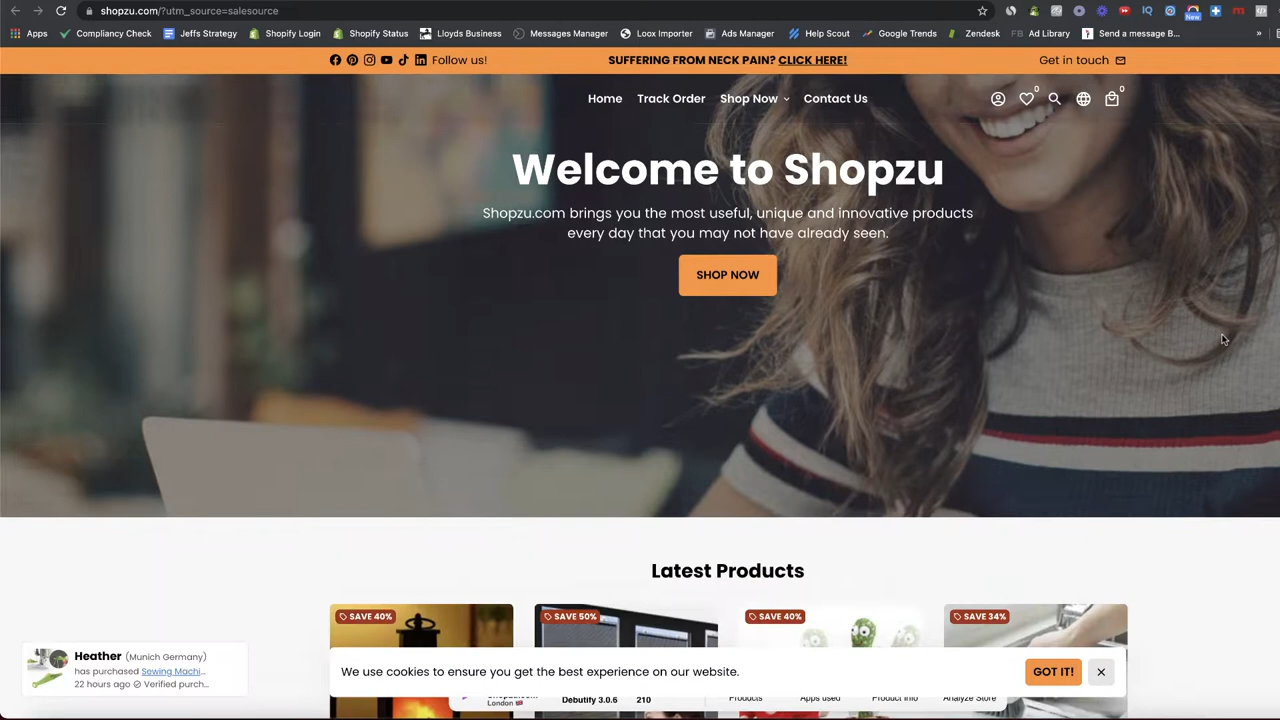 shopzu.com/?utm_source=salesource
New
Apps
Compliancy Check
Jeffs Strategy
Shopify Login
Shopify Status
Lloyds Business
Messages Manager
Loox Importer
Ads Manager
Help Scout
Google Trends
Zendesk
FB Ad Library
Send a message B...
»
Follow us!
SUFFERING FROM NECK PAIN? CLICK HERE!
Get in touch
Home
Track Order
Shop Now
Contact Us
0
0
Welcome to Shopzu
Shopzu.com brings you the most useful, unique and innovative products
every day that you may not have already seen.
SHOP NOW
Latest Products
SAVE 40%
SAVE 50%
SAVE 40%
SAVE 34%
Heather (Munich Germany)
has purchased Sewing Machi...
22 hours ago Verified purch...
We use cookies to ensure you get the best experience on our website.
GOT IT!
London
Debutify 3.0.6
210
Products
Apps used
Product Info
Analyze Store